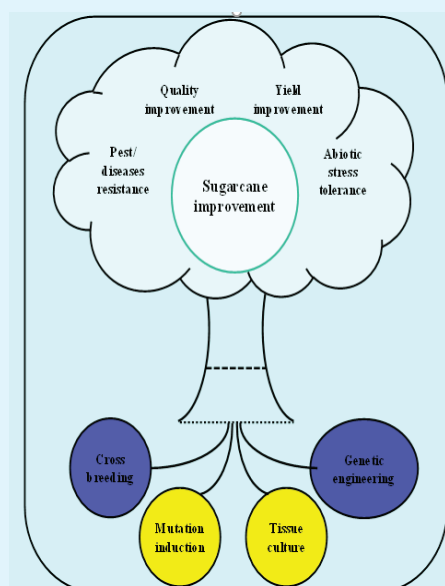 Quality
improvement
Yield
improvement
Pest/
diseases
resistance
Sugarcane
improvement
Abiotic
stress
tolerance
Cross
breeding
Genetic
engineering
Mutation
induction
Tissue
culture